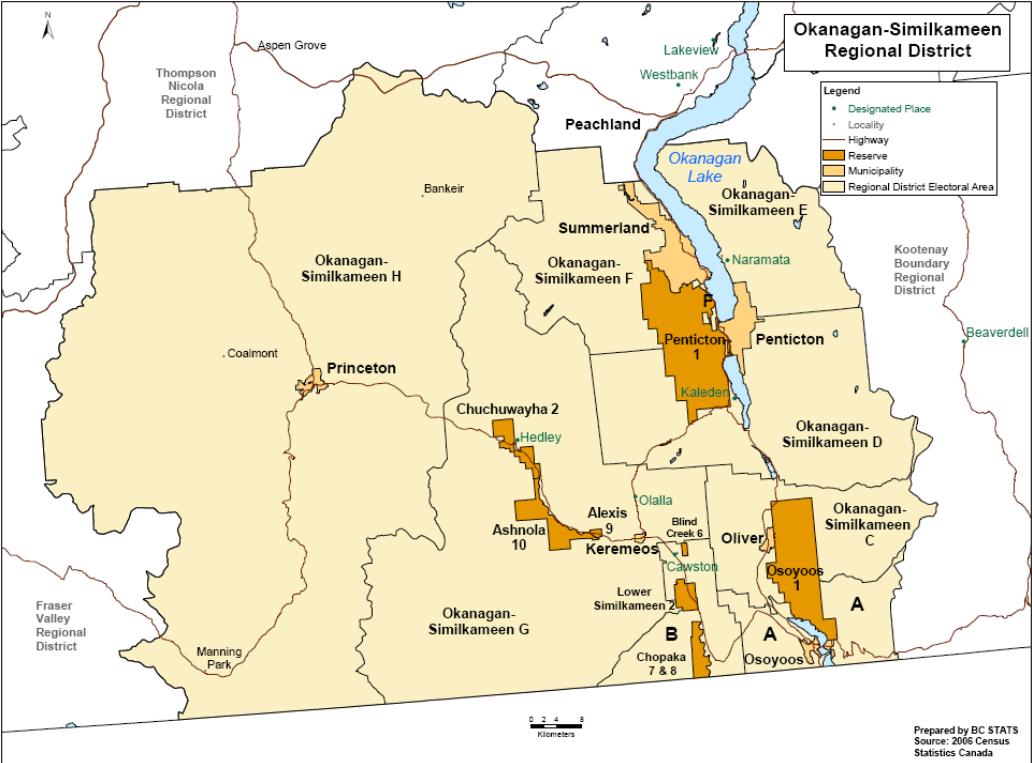 N
Okanagan-Similkameen
Regional District
Aspen Grove
Lakeview
Westbank
Thompson
Nicola
Regional
District
Legend
Designated Place
Locality
Highway
Reserve
Municipality
Regional District Electoral Area
Peachland
Okanagan
Lake
Bankeir
Okanagan-
Similkameen E
Summerland
Okanagan-
Similkameen H
Okanagan-
Similkameen F
Naramata
Kootenay
Boundary
Regional
District
F
Beaverdell
Penticton
1
Penticton
Coalmont
Princeton
Kaleden
Chuchuwayha 2
Hedley
Okanagan-
Similkameen D
Olalla
Alexis
9
Ashnola
10
Keremeos
Blind
Creek 6
Oliver
Okanagan-
Similkameen
C
Cawston
Osoyoos
1
Lower
Similkameen 2
A
Fraser
Valley
Regional
District
Okanagan-
Similkameen G
B
A
Manning
Park
Chopaka
7 & 8
Osoyoos
0 2 4 8
Kilometers
Prepared by BC STATS
Source: 2006 Census
Statistics Canada